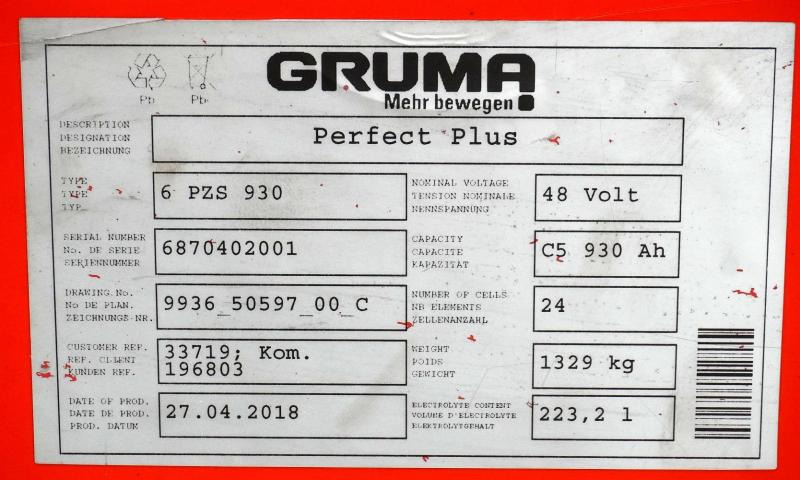 Pb
Pb
GRUMA
Mehr bewegen
DESCRIPTION
DESIGNATION
BEZEICHNUNG
Perfect Plus
TYPE
TYPE
TYP
6 PZS 930
NOMINAL VOLTAGE
TENSION NOMINALE
NENNSPANNUNG
48 Volt
SERIAL NUMBER
No. DE SERIE
SERIENNUMMER
6870402001
CAPACITY
CAPACITE
KAPAZITAT
C5 930 Ah
DRAWING.No.
No DE PLAN.
ZEICHNUNGS-NR.
9936_50597_00_C
NUMBER OF CELLS
NB ELEMENTS
ZELLENANZAHL
24
CUSTOMER REF.
REF. CLIENT
KUNDEN REF.
33719; Kom.
196803
WEIGHT
POIDS
GEWICHT
1329 kg
DATE OF PROD.
DATE DE PROD.
PROD. DATUM
27.04.2018
ELECTROLYTE CONTENT
VOLUME D'ELECTROLYTE
ELEKTROLYTGEHALT
223,2 l